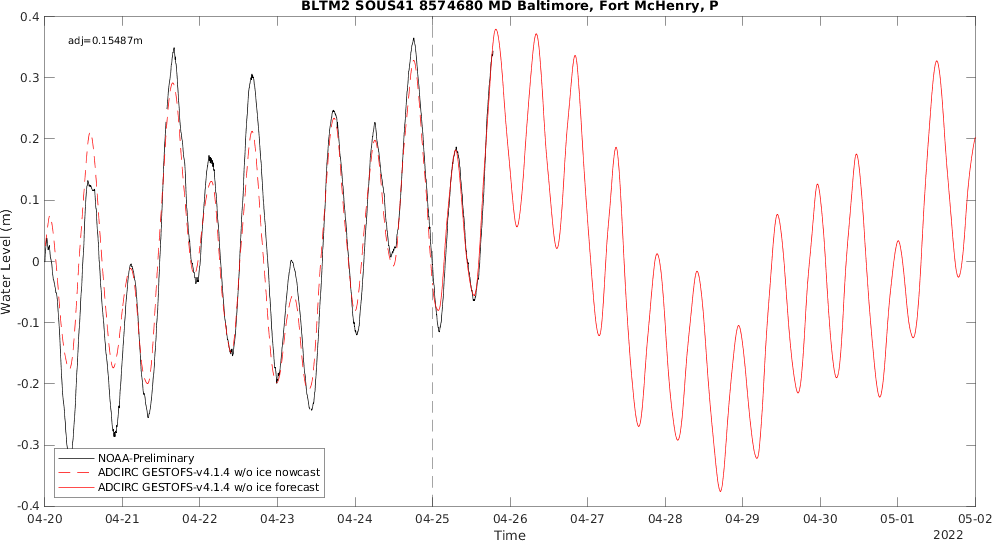 BLTM2 SOUS41 8574680 MD Baltimore, Fort McHenry, P
adj=0.15487m
0.4
0.3
0.2
0.1
0
-0.1
-0.2
-0.3
-0.4
Water Level (m)
NOAA-Preliminary
ADCIRC GESTOFS-v4.1.4 w/o ice nowcast
ADCIRC GESTOFS-v4.1.4 w/o ice forecast
04-20 04-21 04-22 04-23 04-24 04-25 04-26 04-27 04-28 04-29 04-30 05-01 05-02
Time
2022